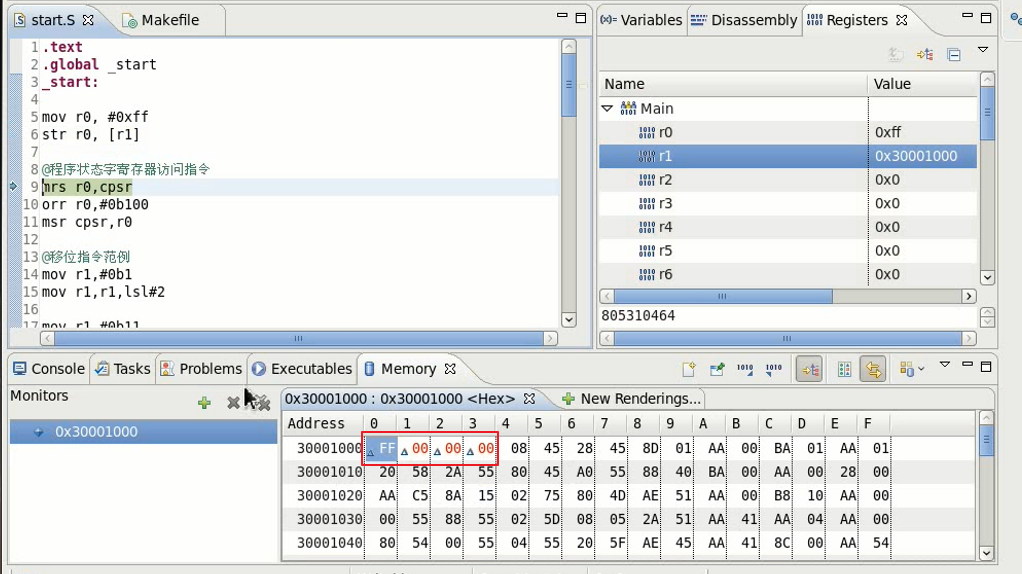 start.S Makefile
1 .text
2 .global _start
3 _start:
4
5 mov r0, #0xff
6 str r0, [r1]
7
8 @程序状态字寄存器访问指令
9 mrs r0,cpsr
10 orr r0,#0b100
11 msr cpsr,r0
12
13 @移位指令范例
14 mov r1,#0b1
15 mov r1,r1,lsl#2
16
17 mov r1,#0b11
(x)= Variables Disassembly Registers
Name Value
Main
r0 0xff
r1 0x30001000
r2 0x0
r3 0x0
r4 0x0
r5 0x0
r6 0x0
805310464
Console Tasks Problems Executables Memory
Monitors
0x30001000
0x30001000 : 0x30001000 <Hex> New Renderings...
Address 0 1 2 3 4 5 6 7 8 9 A B C D E F
30001000 FF 00 00 00 08 45 28 45 8D 01 AA 00 BA 01 AA 01
30001010 20 58 2A 55 80 45 A0 55 88 40 BA 00 AA 00 28 00
30001020 AA C5 8A 15 02 75 80 4D AE 51 AA 00 B8 10 AA 00
30001030 00 55 88 55 02 5D 08 05 2A 51 AA 41 AA 04 AA 00
30001040 80 54 00 55 04 55 20 5F AE 45 AA 41 8C 00 AA 54